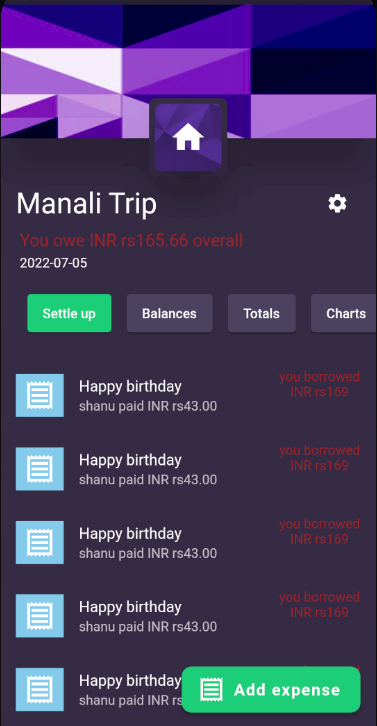 Manali Trip
You owe INR rs165.66 overall
2022-07-05
Settle up Balances Totals Charts
Happy birthday
shanu paid INR rs43.00
you borrowed
INR rs169
Happy birthday
shanu paid INR rs43.00
you borrowed
INR rs169
Happy birthday
shanu paid INR rs43.00
you borrowed
INR rs169
Happy birthday
shanu paid INR rs43.00
you borrowed
INR rs169
Happy birthday
shanu paid INR
Add expense